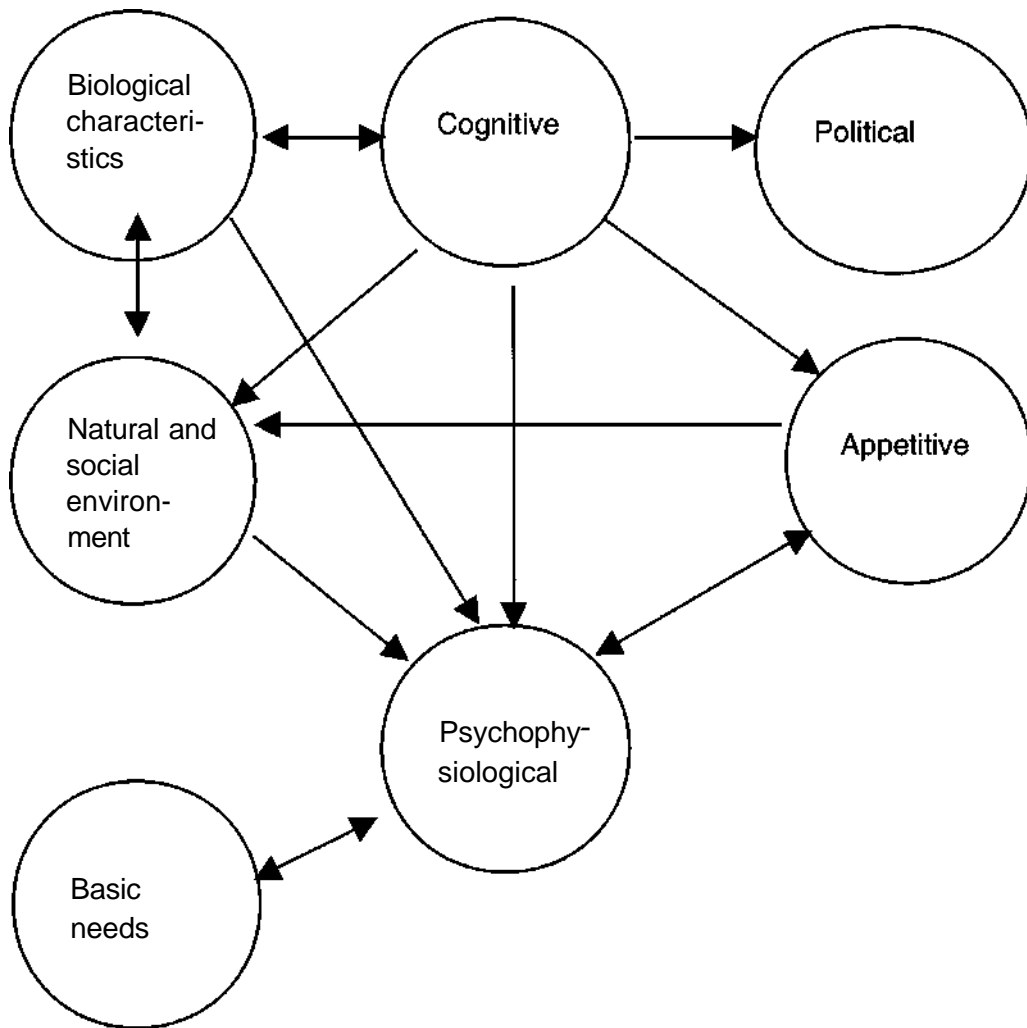 Biological
characteri-
stics
Cognitive
Political
Natural and
social
environ-
ment
Appetitive
Psychophy-
siological
Basic
needs